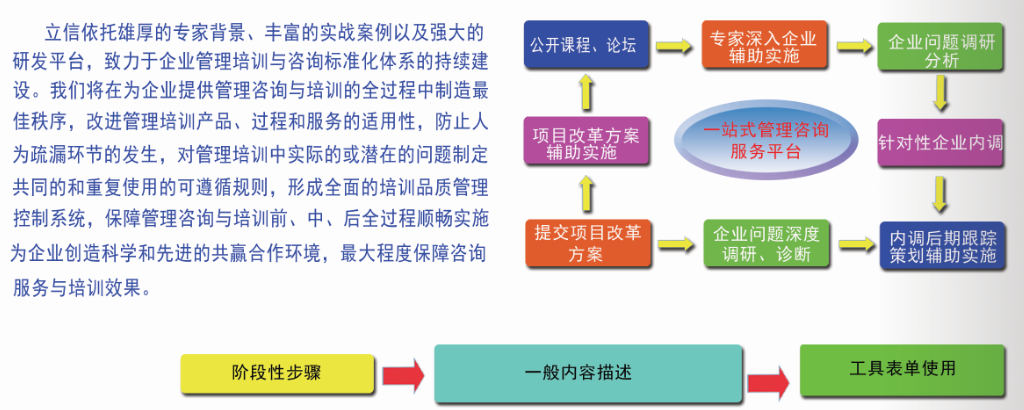 立信依托雄厚的专家背景、丰富的实战案例以及强大的
研发平台，致力于企业管理培训与咨询标准化体系的持续建
设。我们将在为企业提供管理咨询与培训的全过程中制造最
佳秩序，改进管理培训产品、过程和服务的适用性，防止人
为疏漏环节的发生，对管理培训中实际的或潜在的问题制定
共同的和重复使用的可遵循规则，形成全面的培训品质管理
控制系统，保障管理咨询与培训前、中、后全过程顺畅实施
为企业创造科学和先进的共赢合作环境，最大程度保障咨询
服务与培训效果。
公开课程、论坛
专家深入企业
辅助实施
企业问题调研
分析
项目改革方案
辅助实施
一站式管理咨询
服务平台
针对性企业内调
提交项目改革
方案
企业问题深度
调研、诊断
内调后期跟踪
策划辅助实施
阶段性步骤
一般内容描述
工具表单使用